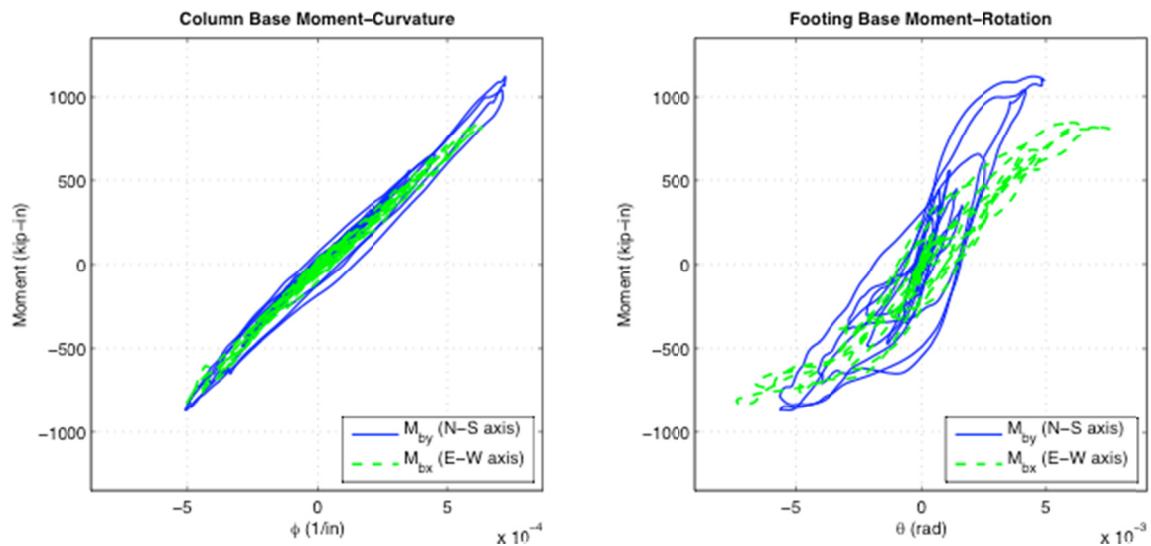 Column Base Moment–Curvature
Moment (kip–in)
1000
500
0
−500
−1000
−5
0
5
x 10⁻⁴
ϕ (1/in)
M_by (N–S axis)
M_bx (E–W axis)
Footing Base Moment–Rotation
Moment (kip–in)
1000
500
0
−500
−1000
−5
0
5
x 10⁻³
θ (rad)
M_by (N–S axis)
M_bx (E–W axis)